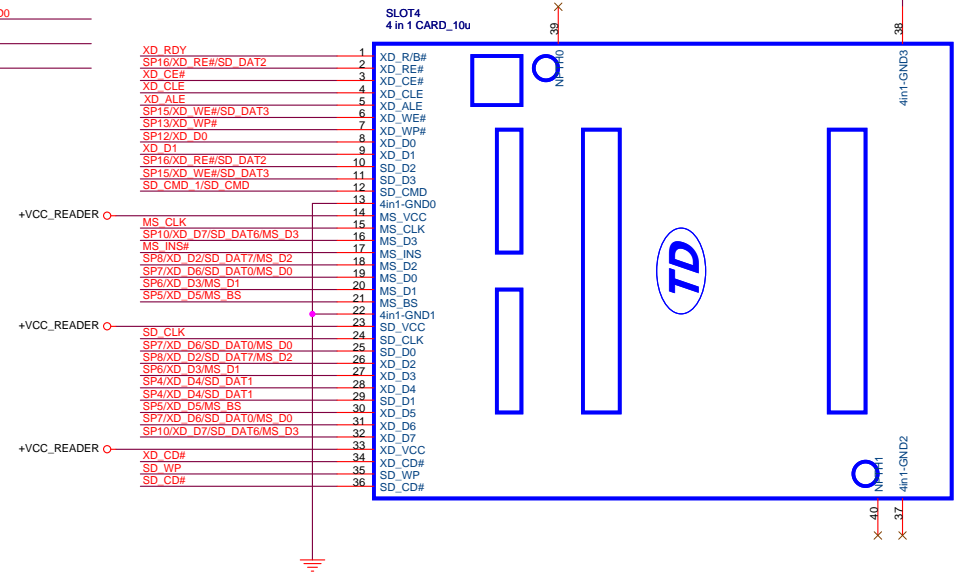 D0
SLOT4
4 in 1 CARD_10u
39
38
NPTH0
4in1-GND3
XD_RDY 1 XD_R/B#
SP16/XD_RE#/SD_DAT2 2 XD_RE#
XD_CE# 3 XD_CE#
XD_CLE 4 XD_CLE
XD_ALE 5 XD_ALE
SP15/XD_WE#/SD_DAT3 6 XD_WE#
SP13/XD_WP# 7 XD_WP#
SP12/XD_D0 8 XD_D0
XD_D1 9 XD_D1
SP16/XD_RE#/SD_DAT2 10 SD_D2
SP15/XD_WE#/SD_DAT3 11 SD_D3
SD_CMD_1/SD_CMD 12 SD_CMD
13 4in1-GND0
+VCC_READER 14 MS_VCC
MS_CLK 15 MS_CLK
SP10/XD_D7/SD_DAT6/MS_D3 16 MS_D3
MS_INS# 17 MS_INS
SP8/XD_D2/SD_DAT7/MS_D2 18 MS_D2
SP7/XD_D6/SD_DAT0/MS_D0 19 MS_D0
SP6/XD_D3/MS_D1 20 MS_D1
SP5/XD_D5/MS_BS 21 MS_BS
22 4in1-GND1
+VCC_READER 23 SD_VCC
SD_CLK 24 SD_CLK
SP7/XD_D6/SD_DAT0/MS_D0 25 SD_D0
SP8/XD_D2/SD_DAT7/MS_D2 26 XD_D2
SP6/XD_D3/MS_D1 27 XD_D3
SP4/XD_D4/SD_DAT1 28 XD_D4
SP4/XD_D4/SD_DAT1 29 SD_D1
SP5/XD_D5/MS_BS 30 XD_D5
SP7/XD_D6/SD_DAT0/MS_D0 31 XD_D6
SP10/XD_D7/SD_DAT6/MS_D3 32 XD_D7
+VCC_READER 33 XD_VCC
XD_CD# 34 XD_CD#
SD_WP 35 SD_WP
SD_CD# 36 SD_CD#
TD
NPTH1
4in1-GND2
40
37